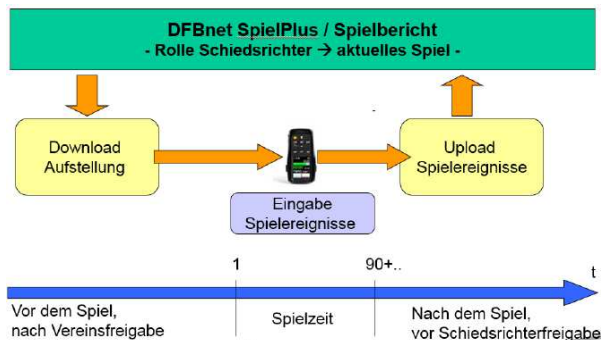 DFBnet SpielPlus / Spielbericht
- Rolle Schiedsrichter → aktuelles Spiel -
Download
Aufstellung
Upload
Spielereignisse
Eingabe
Spielereignisse
1
90+..
t
Vor dem Spiel,
nach Vereinsfreigabe
Spielzeit
Nach dem Spiel,
vor Schiedsrichterfreigabe